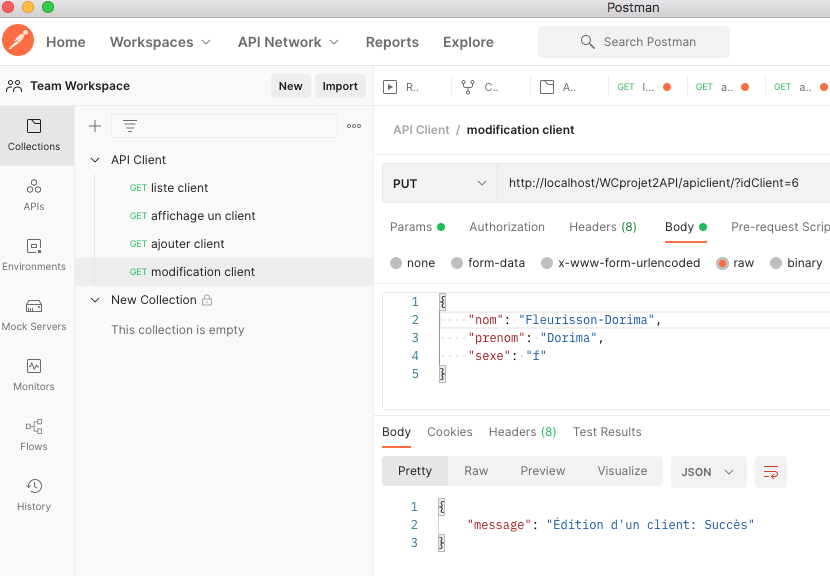 Postman
Home Workspaces API Network Reports Explore Search Postman
Team Workspace New Import
R.. C.. A.. GET l... GET a.. GET a..
Collections
APIs
Environments
Mock Servers
Monitors
Flows
History
API Client
GET liste client
GET affichage un client
GET ajouter client
GET modification client
New Collection
This collection is empty
API Client / modification client
PUT http://localhost/WCprojet2API/apiclient/?idClient=6
Params Authorization Headers (8) Body Pre-request Scrip
none form-data x-www-form-urlencoded raw binary
1 {
2 "nom": "Fleurisson-Dorima",
3 "prenom": "Dorima",
4 "sexe": "f"
5 }
Body Cookies Headers (8) Test Results
Pretty Raw Preview Visualize JSON
1 {
2 "message": "Édition d'un client: Succès"
3 }